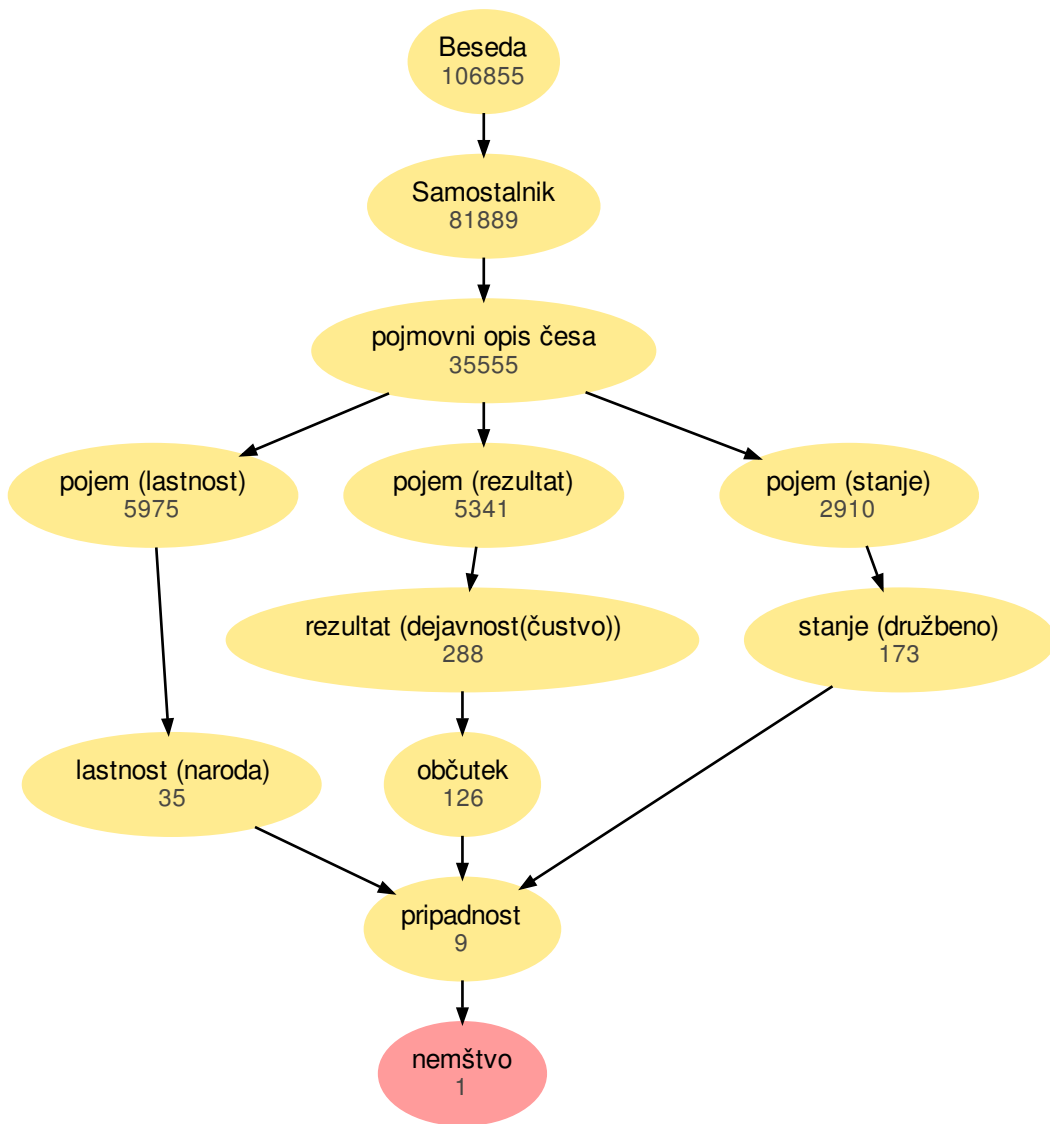 Beseda
106855
Samostalnik
81889
pojmovni opis česa
35555
pojem (lastnost)
5975
pojem (rezultat)
5341
pojem (stanje)
2910
rezultat (dejavnost(čustvo))
288
stanje (družbeno)
173
lastnost (naroda)
35
občutek
126
pripadnost
9
nemštvo
1